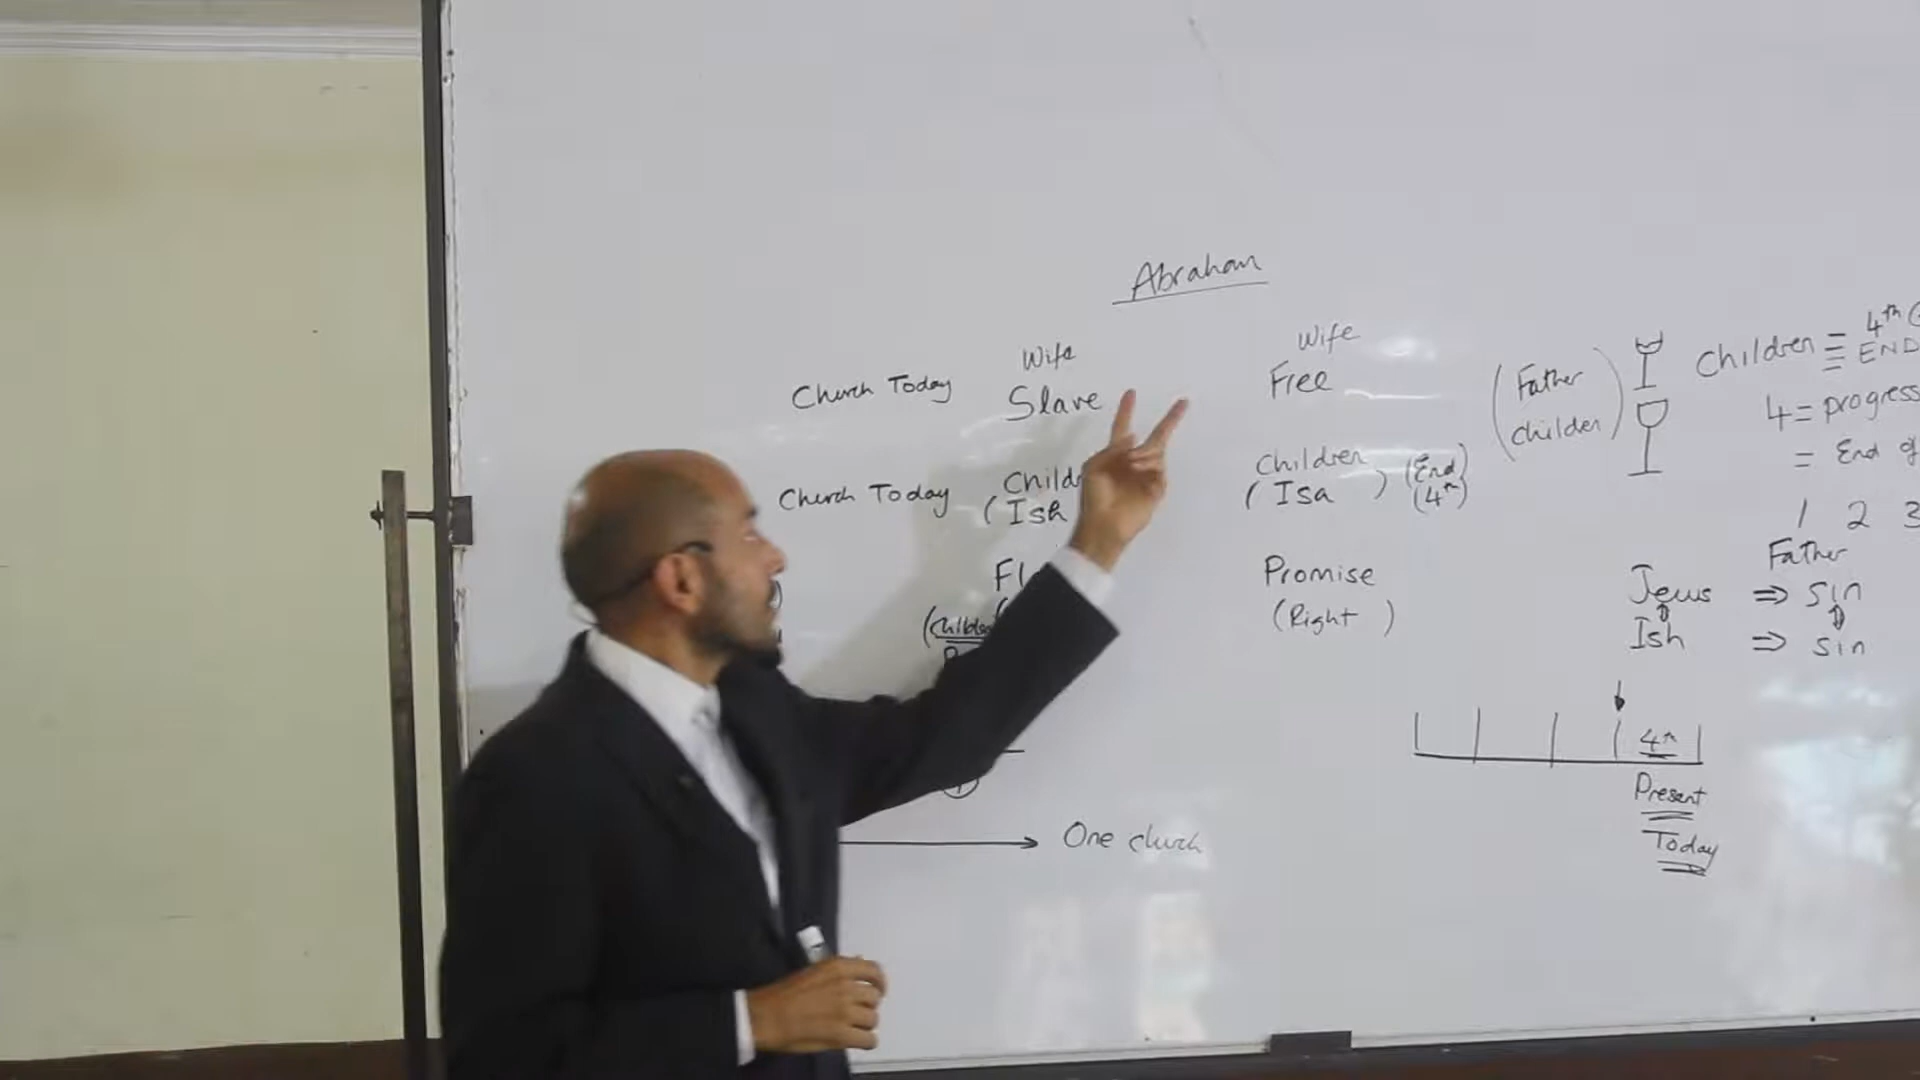 Abraham
Wife Wife
Church Today Slave Free
Church Today Child Children (End)
(Ish (Isa ) (4th)
Fl Promise
(Children (Right )
One church
(Father
Childen)
Children ≡ 4th
END
4 = progress
= End of
1 2 3
Father
Jews ⇒ sin
Ish ⇒ sin
4th
Present
Today